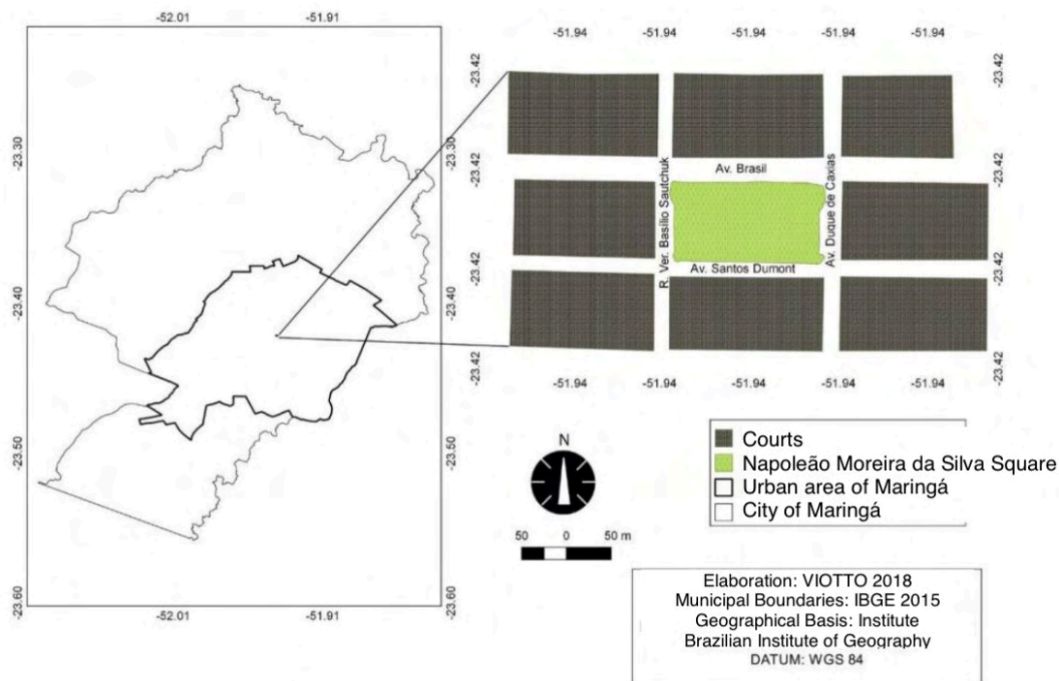 -52.01
-51.91
-23.30
-23.40
-23.50
-23.60
-23.30
-23.40
-23.50
-23.60
-52.01
-51.91
-51.94
-51.94
-51.94
-51.94
-51.94
-23.42
-23.42
-23.42
-23.42
-23.42
-23.42
-23.42
-23.42
Av. Brasil
R. Ver. Basílio Sautchuk
Av. Duque de Caxias
Av. Santos Dumont
-51.94
-51.94
-51.94
-51.94
-51.94
N
50 0 50 m
Courts
Napoleão Moreira da Silva Square
Urban area of Maringá
City of Maringá
Elaboration: VIOTTO 2018
Municipal Boundaries: IBGE 2015
Geographical Basis: Institute
Brazilian Institute of Geography
DATUM: WGS 84